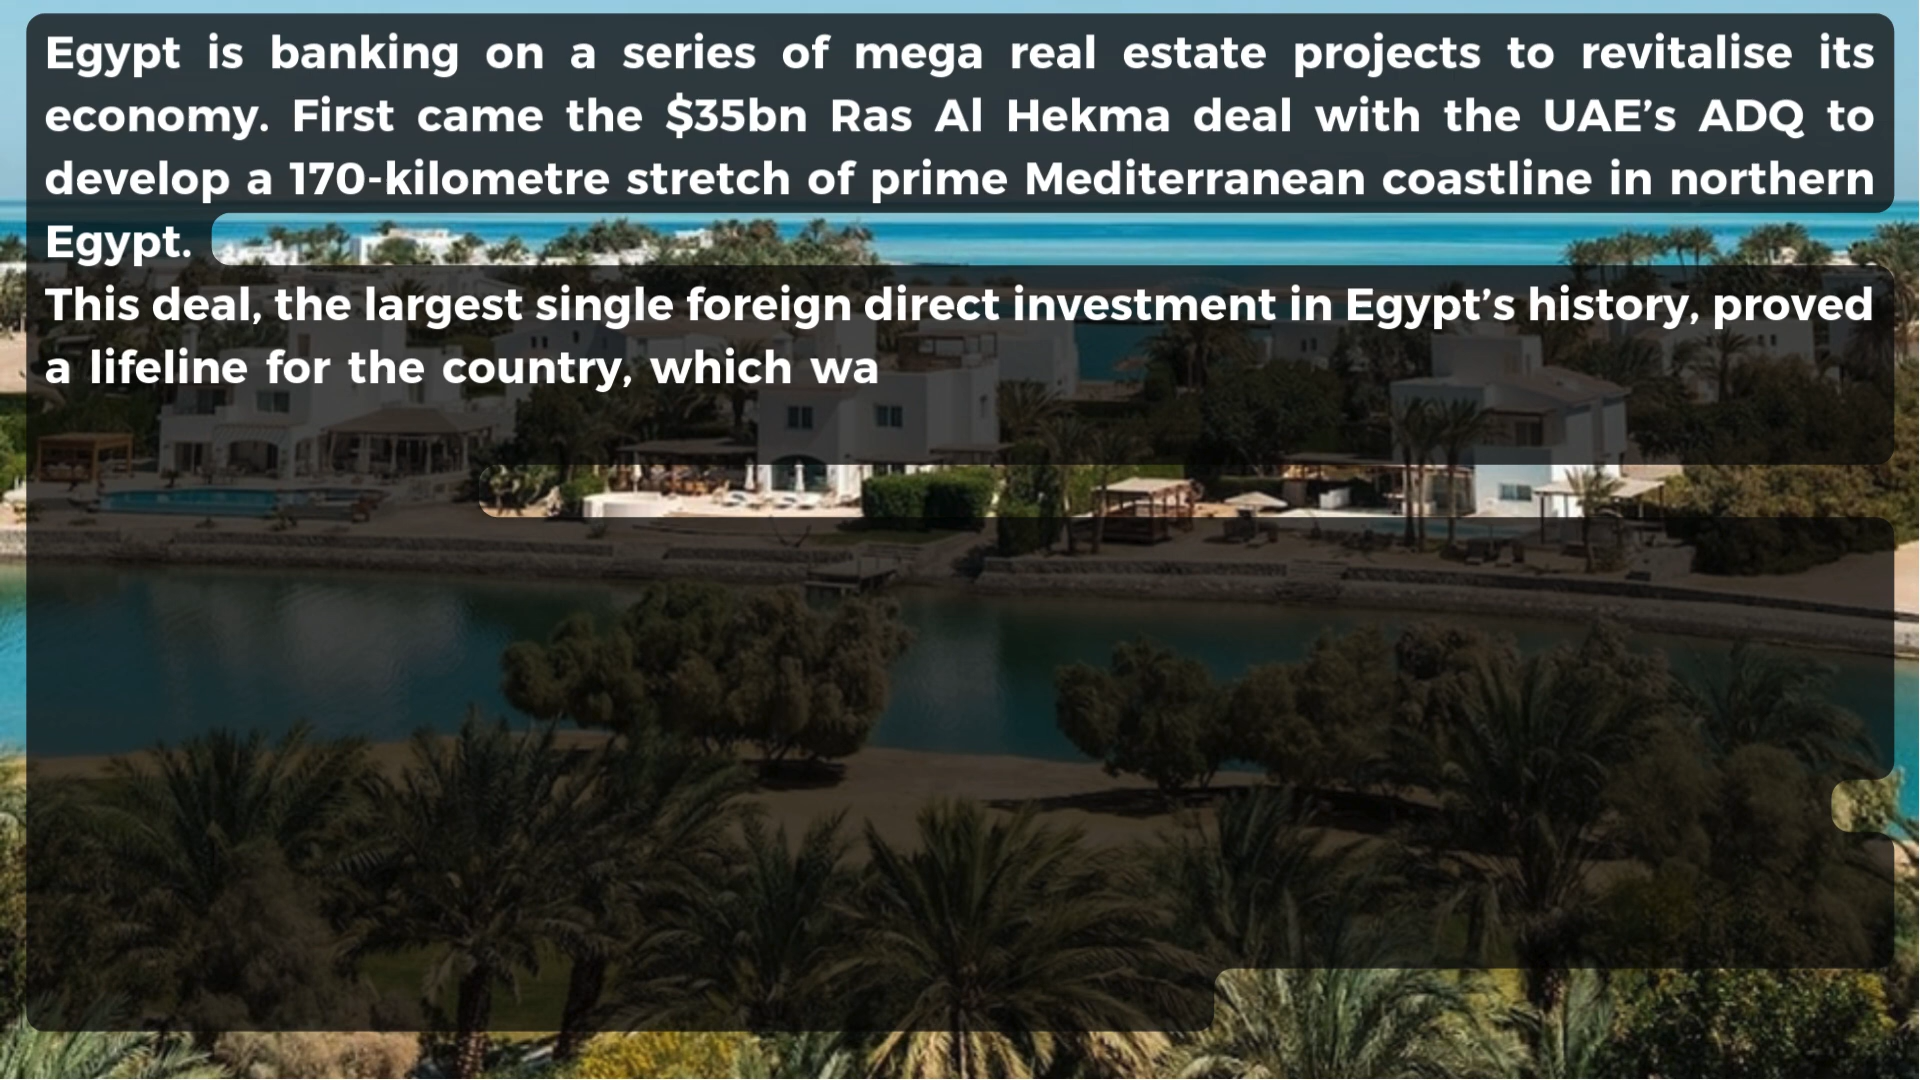 Egypt is banking on a series of mega real estate projects to revitalise its
economy. First came the $35bn Ras Al Hekma deal with the UAE’s ADQ to
develop a 170-kilometre stretch of prime Mediterranean coastline in northern
Egypt.
This deal, the largest single foreign direct investment in Egypt’s history, proved
a lifeline for the country, which wa